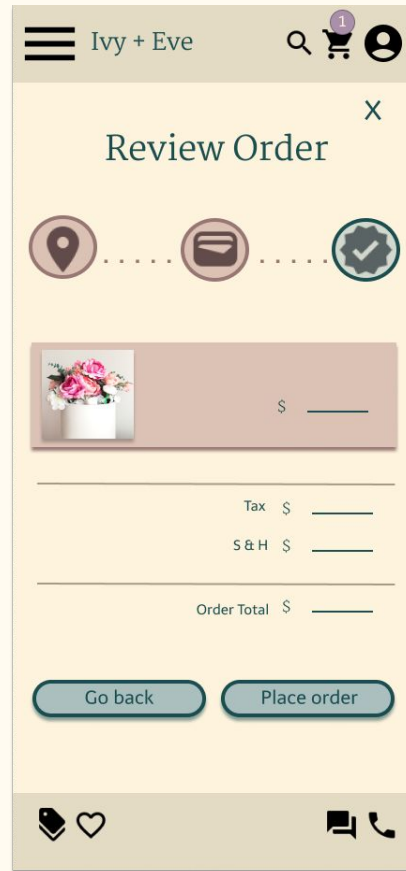 1
Ivy + Eve
X
Review Order
$
Tax $
S & H $
Order Total $
Go back Place order